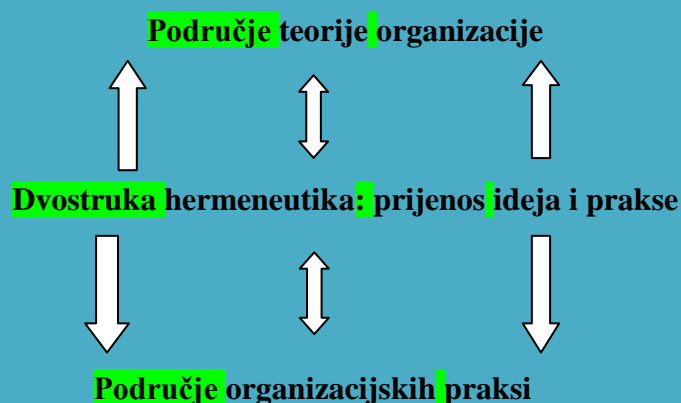 Područje teorije organizacije
Dvostruka hermeneutika: prijenos ideja i prakse
Područje organizacijskih praksi